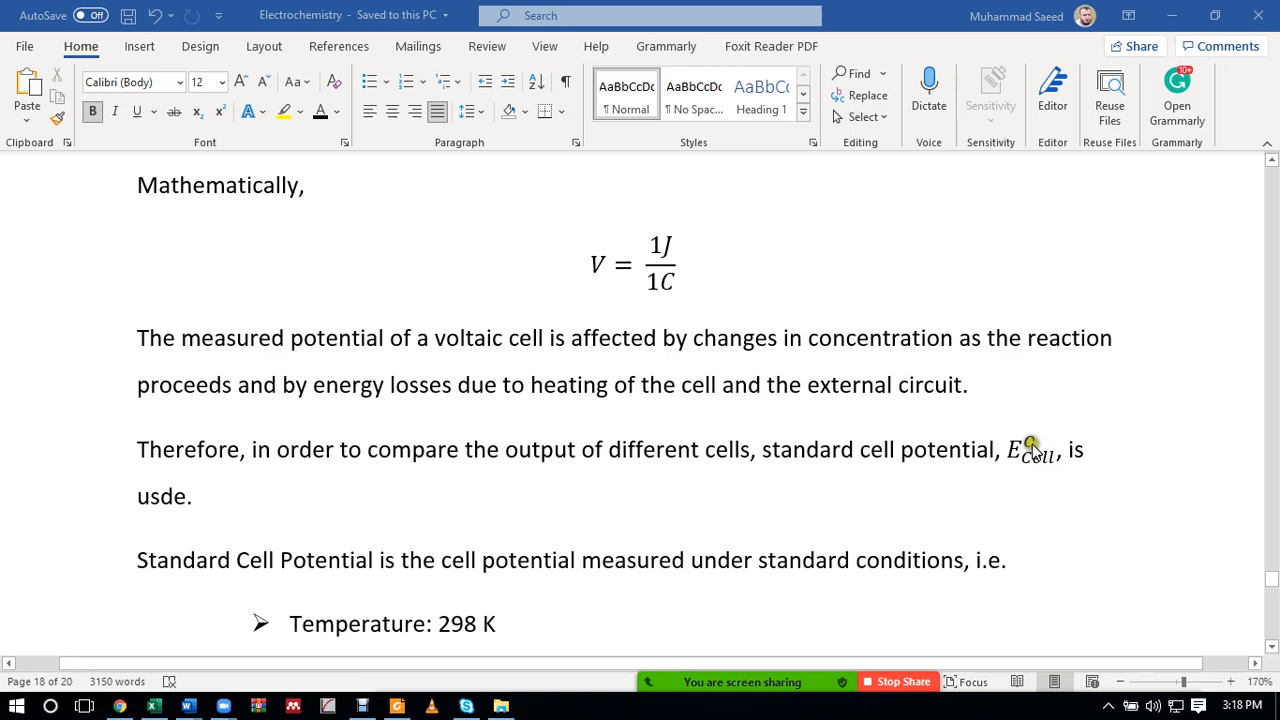 AutoSave Off Electrochemistry - Saved to this PC Search Muhammad Saeed
File Home Insert Design Layout References Mailings Review View Help Grammarly Foxit Reader PDF Share Comments
Paste Calibri (Body) 12 AaBbCcDc AaBbCcDc AaBbCc Find Replace Select Dictate Sensitivity Editor Reuse Files Open Grammarly
¶ Normal ¶ No Spac... Heading 1
Clipboard Font Paragraph Styles Editing Voice Sensitivity Editor Reuse Files Grammarly
Mathematically,
V = 1J/1C
The measured potential of a voltaic cell is affected by changes in concentration as the reaction
proceeds and by energy losses due to heating of the cell and the external circuit.
Therefore, in order to compare the output of different cells, standard cell potential, E°Cell, is
usde.
Standard Cell Potential is the cell potential measured under standard conditions, i.e.
➢ Temperature: 298 K
Page 18 of 20 3150 words You are screen sharing Stop Share Focus 170%
3:18 PM